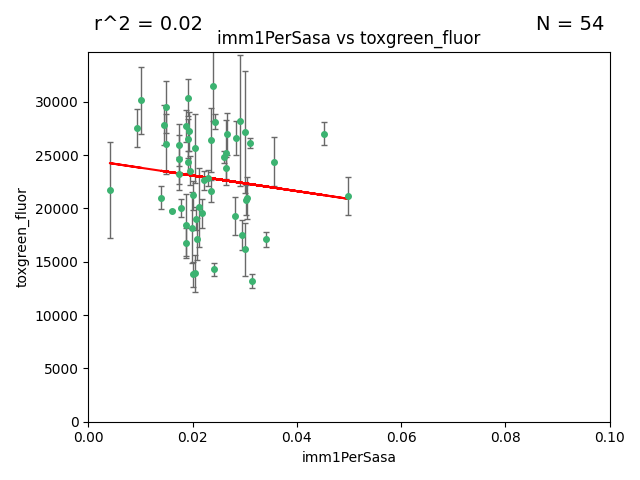 r^2 = 0.02
N = 54
imm1PerSasa vs toxgreen_fluor
30000
25000
20000
15000
10000
5000
0
toxgreen_fluor
0.00
0.02
0.04
0.06
0.08
0.10
imm1PerSasa